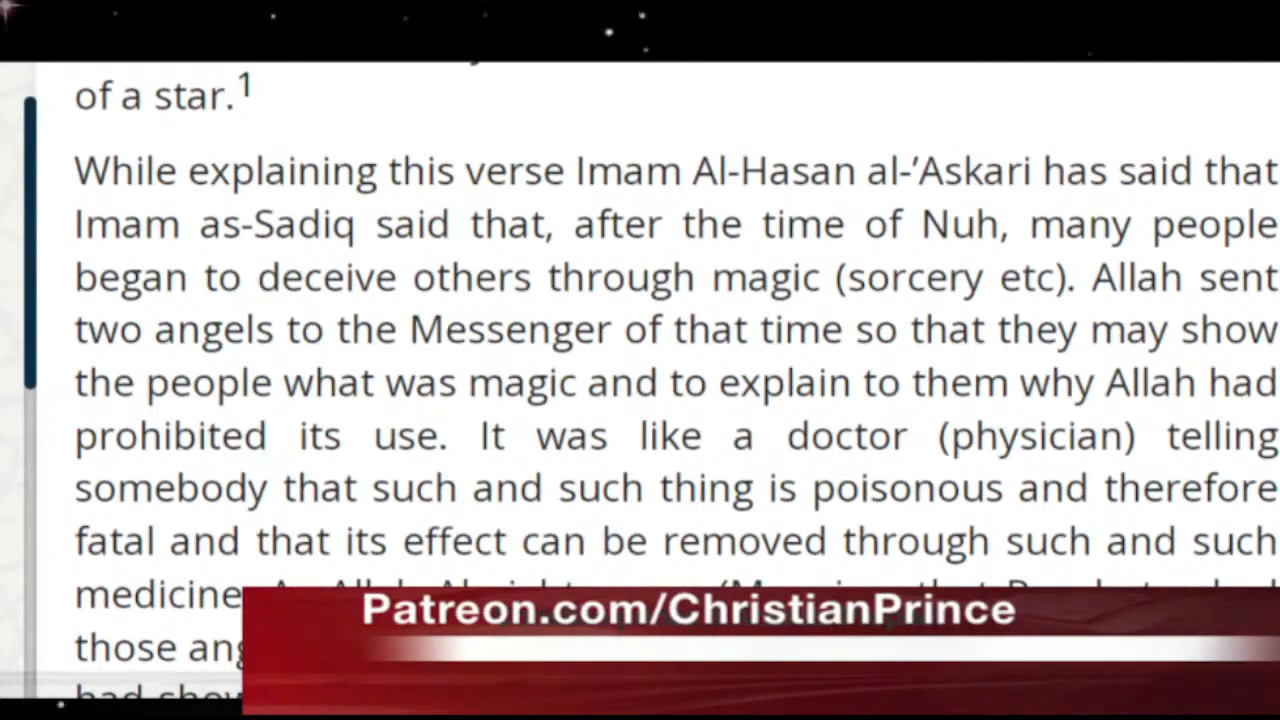 of a star.1
While explaining this verse Imam Al-Hasan al-’Askari has said that
Imam as-Sadiq said that, after the time of Nuh, many people
began to deceive others through magic (sorcery etc). Allah sent
two angels to the Messenger of that time so that they may show
the people what was magic and to explain to them why Allah had
prohibited its use. It was like a doctor (physician) telling
somebody that such and such thing is poisonous and therefore
fatal and that its effect can be removed through such and such
medicine
those
had
Patreon.com/ChristianPrince